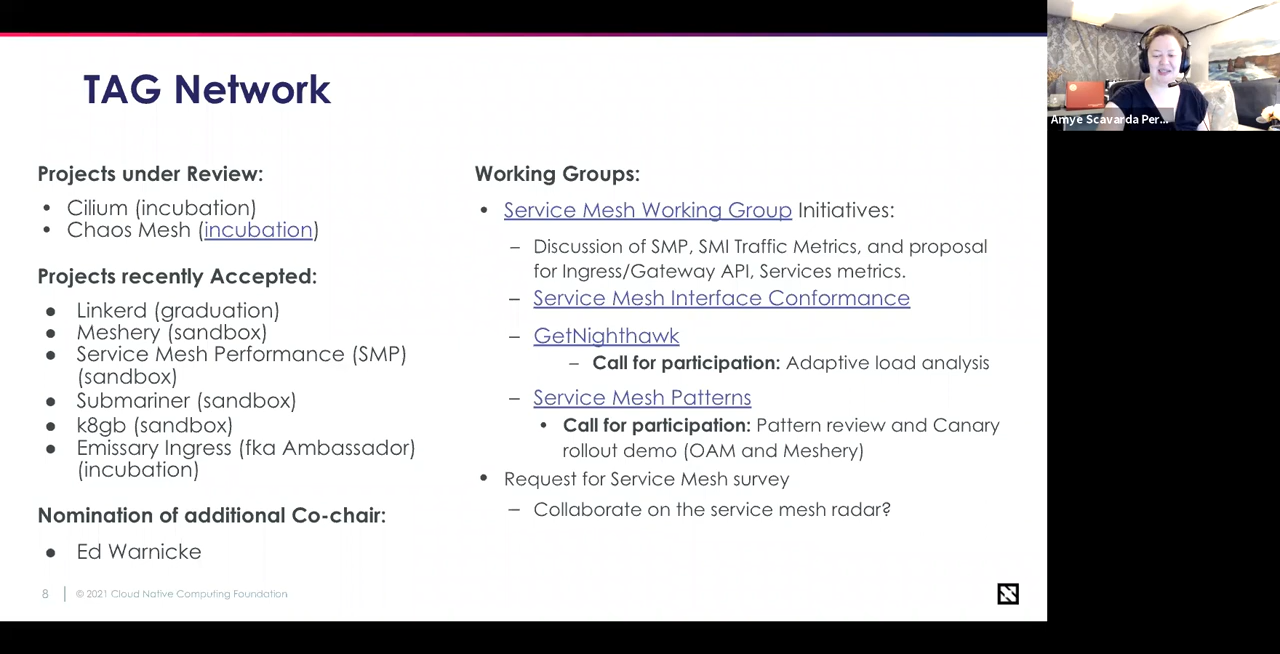 TAG Network
Projects under Review:
• Cilium (incubation)
• Chaos Mesh (incubation)
Projects recently Accepted:
● Linkerd (graduation)
● Meshery (sandbox)
● Service Mesh Performance (SMP)
(sandbox)
● Submariner (sandbox)
● k8gb (sandbox)
● Emissary Ingress (fka Ambassador)
(incubation)
Nomination of additional Co-chair:
● Ed Warnicke
Working Groups:
• Service Mesh Working Group Initiatives:
– Discussion of SMP, SMI Traffic Metrics, and proposal
for Ingress/Gateway API, Services metrics.
– Service Mesh Interface Conformance
– GetNighthawk
– Call for participation: Adaptive load analysis
– Service Mesh Patterns
• Call for participation: Pattern review and Canary
rollout demo (OAM and Meshery)
• Request for Service Mesh survey
– Collaborate on the service mesh radar?
8 | © 2021 Cloud Native Computing Foundation
Amye Scavarda Per...